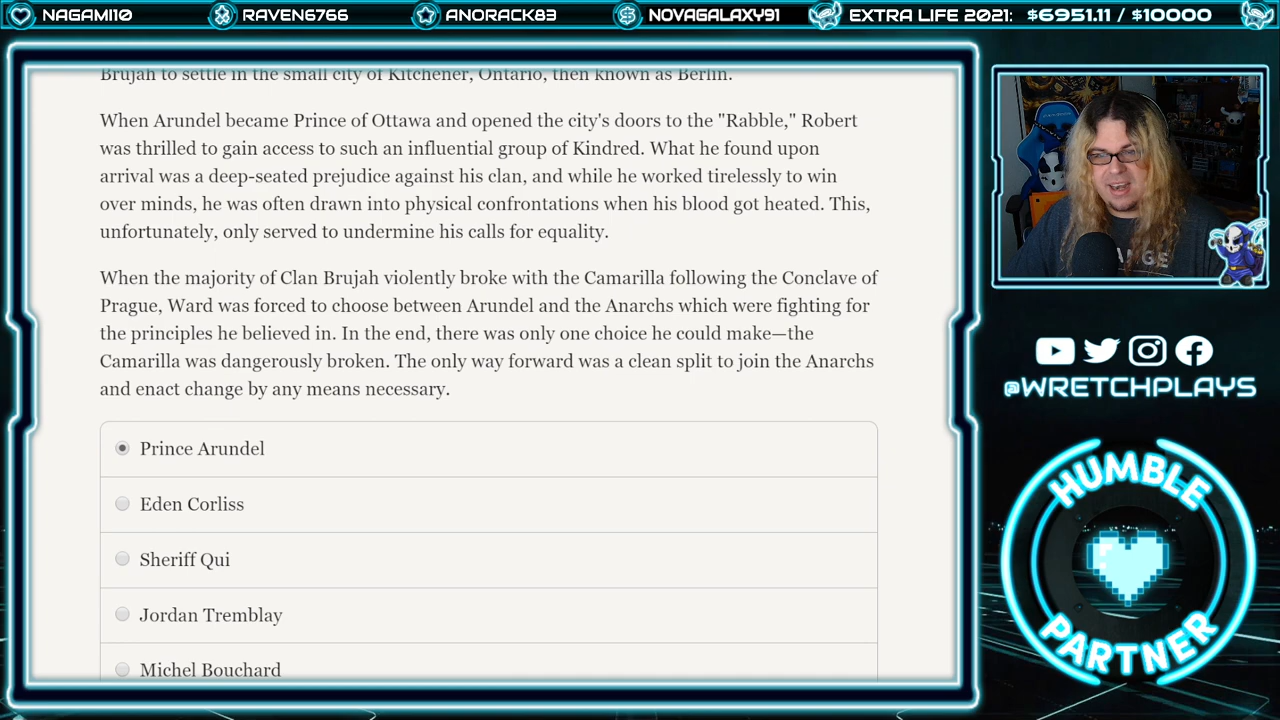 NAGAMI10
RAVEN6766
ANORACK83
NOVAGALAXY91
EXTRA LIFE 2021: $6951.11 / $10000
Brujah to settle in the small city of Kitchener, Ontario, then known as Berlin.
When Arundel became Prince of Ottawa and opened the city's doors to the "Rabble," Robert
was thrilled to gain access to such an influential group of Kindred. What he found upon
arrival was a deep-seated prejudice against his clan, and while he worked tirelessly to win
over minds, he was often drawn into physical confrontations when his blood got heated. This,
unfortunately, only served to undermine his calls for equality.
When the majority of Clan Brujah violently broke with the Camarilla following the Conclave of
Prague, Ward was forced to choose between Arundel and the Anarchs which were fighting for
the principles he believed in. In the end, there was only one choice he could make—the
Camarilla was dangerously broken. The only way forward was a clean split to join the Anarchs
and enact change by any means necessary.
Prince Arundel
Eden Corliss
Sheriff Qui
Jordan Tremblay
Michel Bouchard
@WRETCHPLAYS
HUMBLE
PARTNER